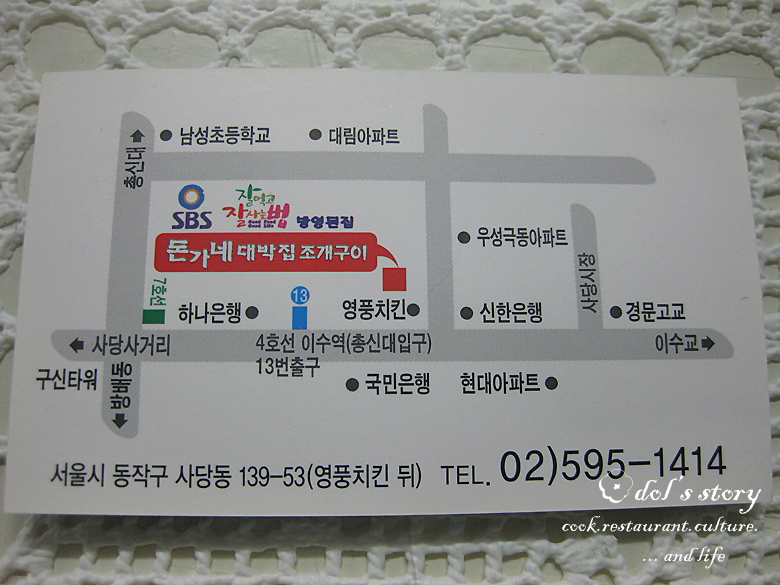 남성초등학교
대림아파트
총신대
SBS
잘먹고
잘사는법
방영된집
돈가네 대박집 조개구이
우성극동아파트
사당시장
7호선
하나은행
13
영풍치킨
신한은행
경문고교
사당사거리
4호선 이수역(총신대입구)
13번출구
이수교
구신타워
방배동
국민은행
현대아파트
서울시 동작구 사당동 139-53(영풍치킨 뒤) TEL. 02)595-1414
dol's story
cook.restaurant.culture.
... and life